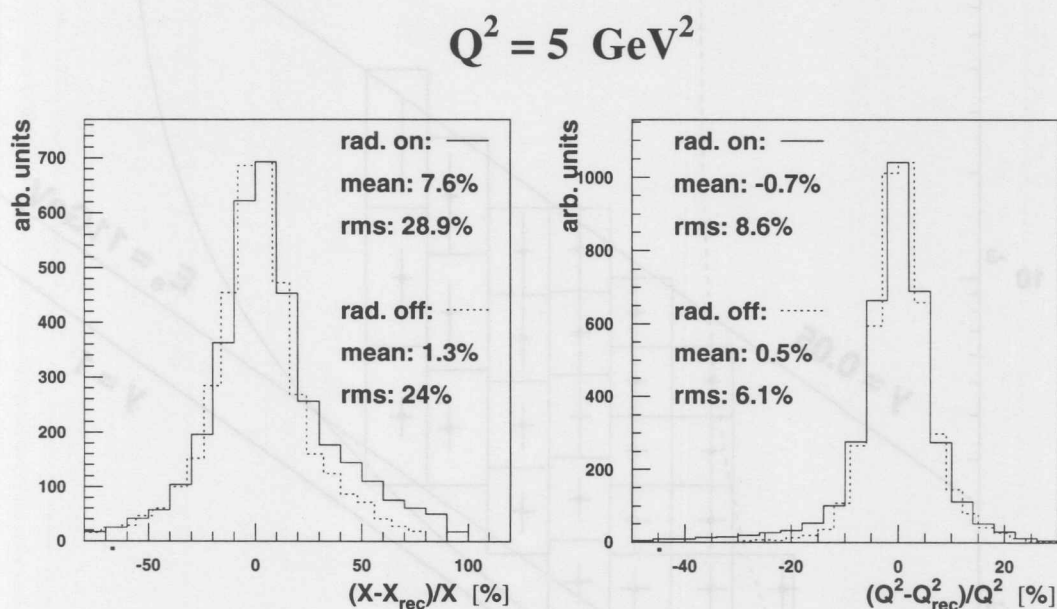 Q² = 5 GeV²
arb. units
700
600
500
400
300
200
100
0
-50
0
50
100
(X-X_rec)/X [%]
rad. on:
mean: 7.6%
rms: 28.9%
rad. off:
mean: 1.3%
rms: 24%
arb. units
1000
800
600
400
200
0
-40
-20
0
20
(Q²-Q²_rec)/Q² [%]
rad. on:
mean: -0.7%
rms: 8.6%
rad. off:
mean: 0.5%
rms: 6.1%